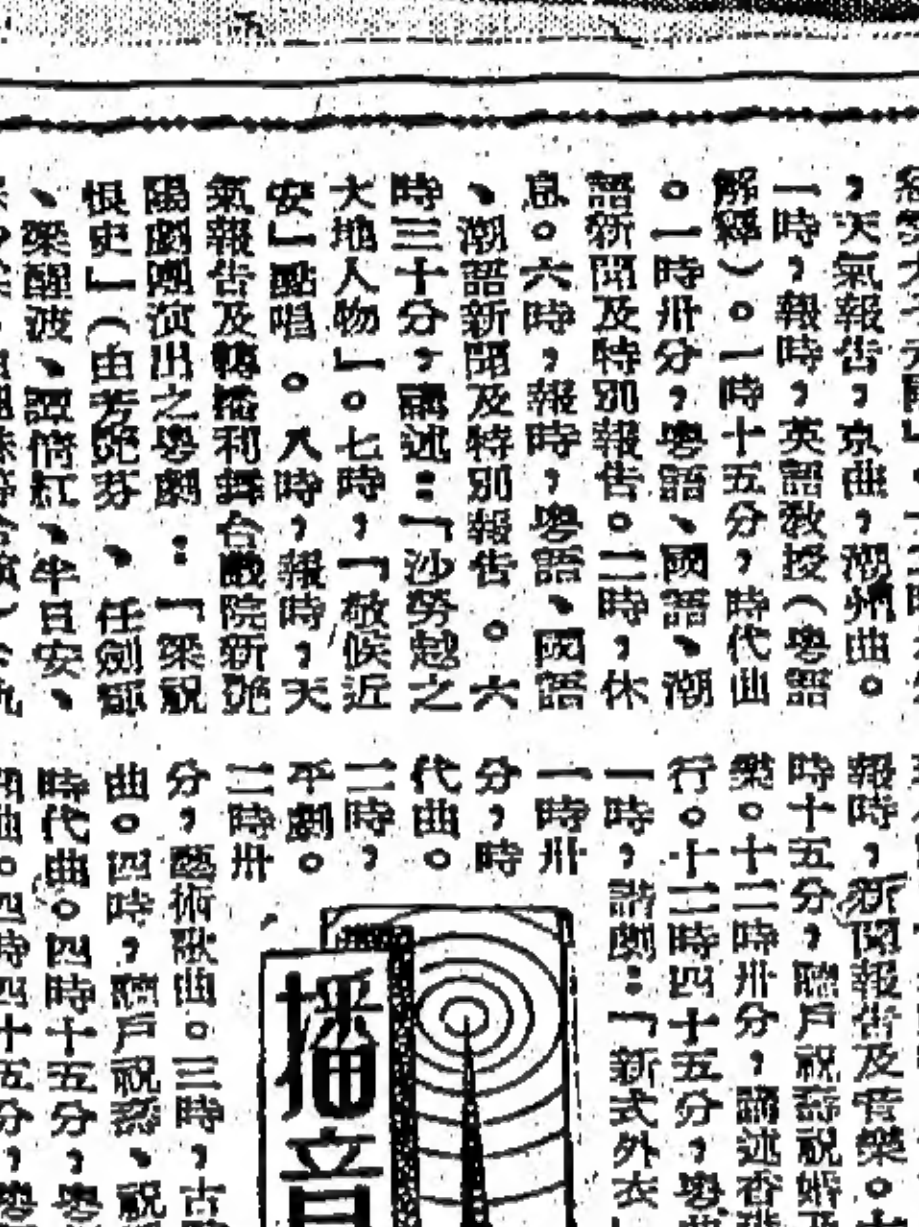 ，天氣報告，京曲，潮州曲。
一時，報時，英語教授（粵語
解釋）。一時十五分，時代曲
。一時卅分，粵語、國語、潮
語新聞及特別報告。二時，休
息。六時，報時，粵語、國語
、潮語新聞及特別報告。六
時三十分，講述：「沙勞越之
大地人物」。七時，「敬候近
安」點唱。八時，報時，天
氣報告及轉播利舞台戲院新艷
陽劇團演出之粵劇：「梁祝
恨史」（由芳艷芬、任劍輝
、梁醒波、譚倩紅、半日安、
報時，新聞報告及音樂。
時十五分，聽戶祝壽祝婚
樂。十二時卅分，講述
行。十二時四十五分，粵
一時，諧劇：「新式外衣
一時卅
分，時
代曲。
二時，
平劇。
二時卅
分，藝術歌曲。三時，古
曲。四時，聽戶祝
時代曲。四時十五分，粵
四時四十五分，
播音